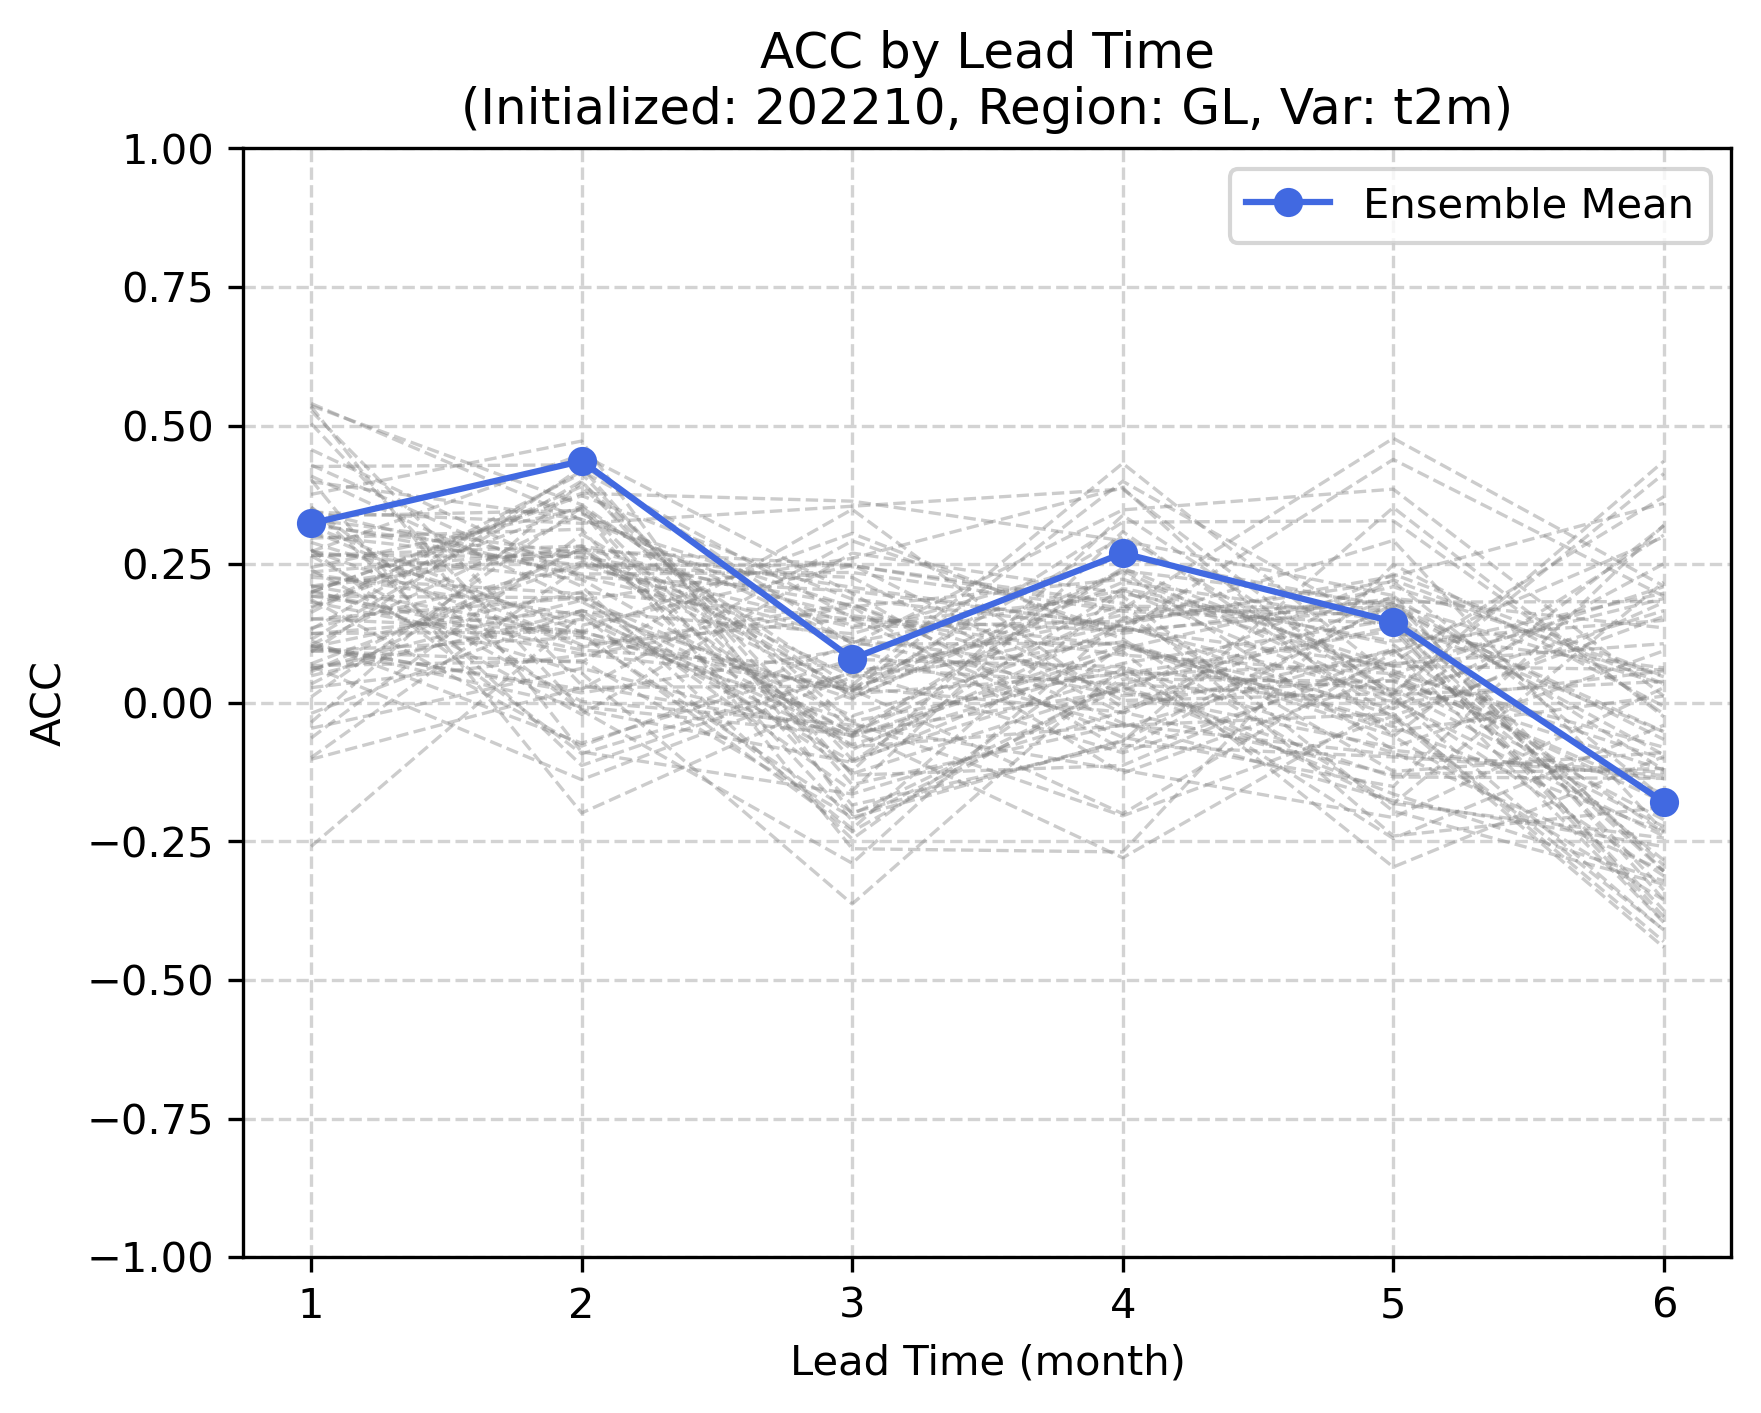 ACC by Lead Time
(Initialized: 202210, Region: GL, Var: t2m)
Ensemble Mean
1.00
0.75
0.50
0.25
0.00
−0.25
−0.50
−0.75
−1.00
ACC
1 2 3 4 5 6
Lead Time (month)